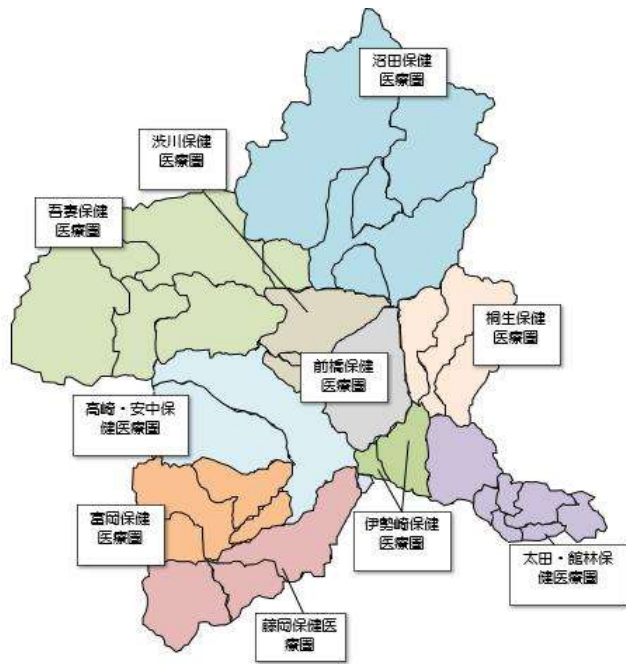 沼田保健
医療圏
渋川保健
医療圏
吾妻保健
医療圏
桐生保健
医療圏
前橋保健
医療圏
高崎・安中保
健医療圏
富岡保健
医療圏
伊勢崎保健
医療圏
太田・館林保
健医療圏
藤岡保健医
療圏